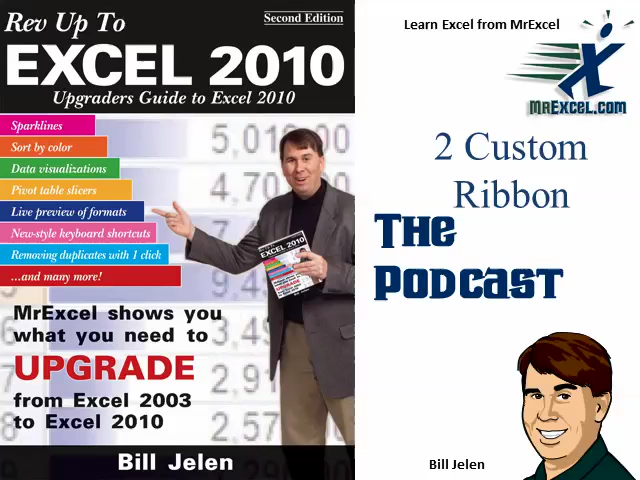 Rev Up To
Second Edition
EXCEL 2010
Upgraders Guide to Excel 2010
Sparklines
Sort by color
Data visualizations
Pivot table slicers
Live preview of formats
New-style keyboard shortcuts
Removing duplicates with 1 click
...and many more!
EXCEL 2010
MrExcel shows you
what you need to
UPGRADE
from Excel 2003
to Excel 2010
Bill Jelen
Learn Excel from MrExcel
MREXCEL.COM
2 Custom
Ribbon
The
Podcast
Bill Jelen